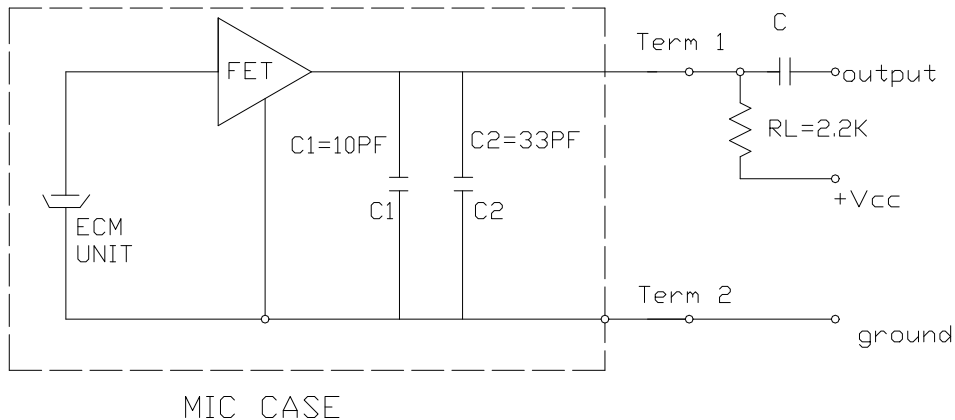 C
Term 1
FET
output
C1=10PF
C2=33PF
RL=2.2K
+Vcc
C1
C2
ECM
UNIT
Term 2
ground
MIC CASE